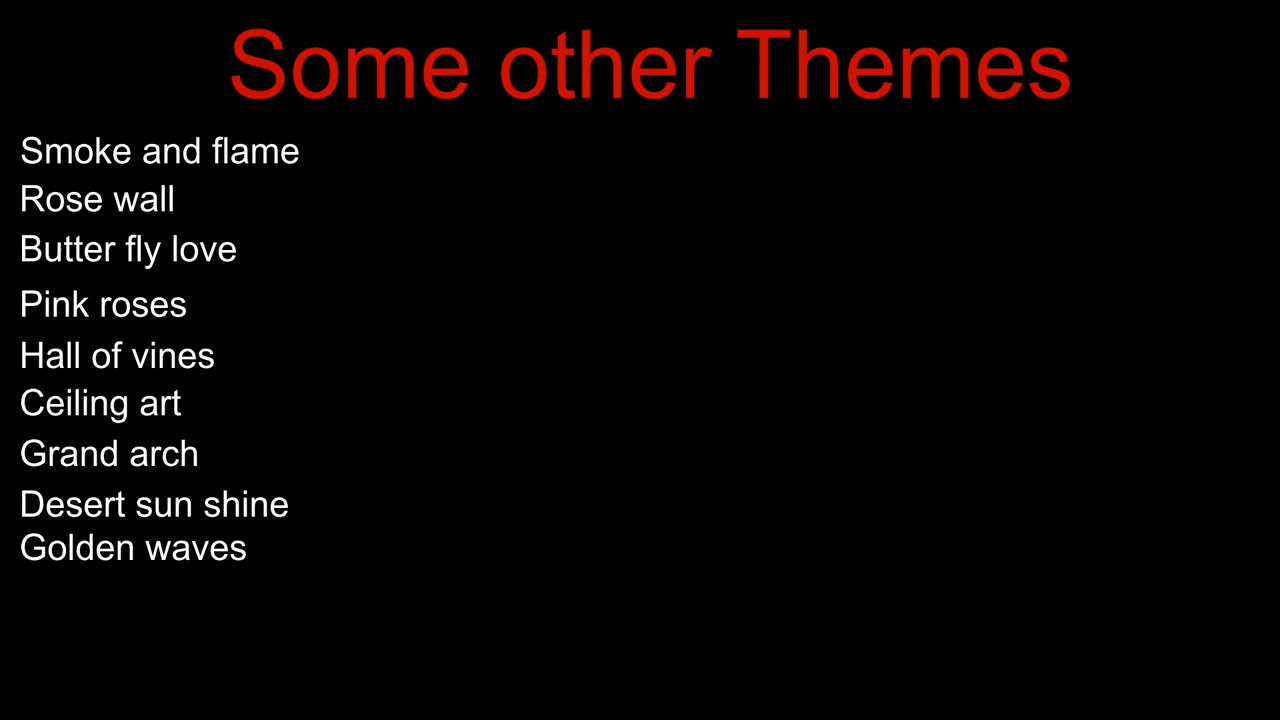 Some other Themes
Smoke and flame
Rose wall
Butter fly love
Pink roses
Hall of vines
Ceiling art
Grand arch
Desert sun shine
Golden waves